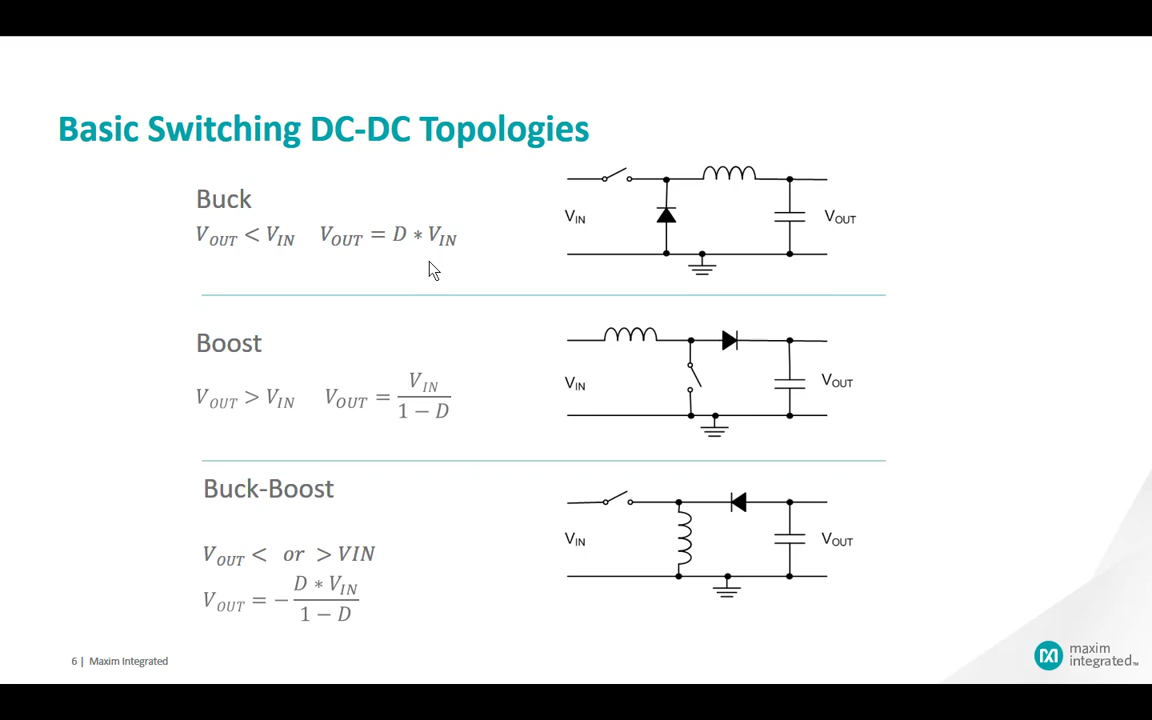 Basic Switching DC-DC Topologies
Buck
V_OUT < V_IN   V_OUT = D * V_IN
V_IN
V_OUT
Boost
V_OUT > V_IN   V_OUT = V_IN / (1 − D)
V_IN
V_OUT
Buck-Boost
V_OUT < or > VIN
V_OUT = − (D * V_IN) / (1 − D)
V_IN
V_OUT
6 | Maxim Integrated
maxim
integrated™